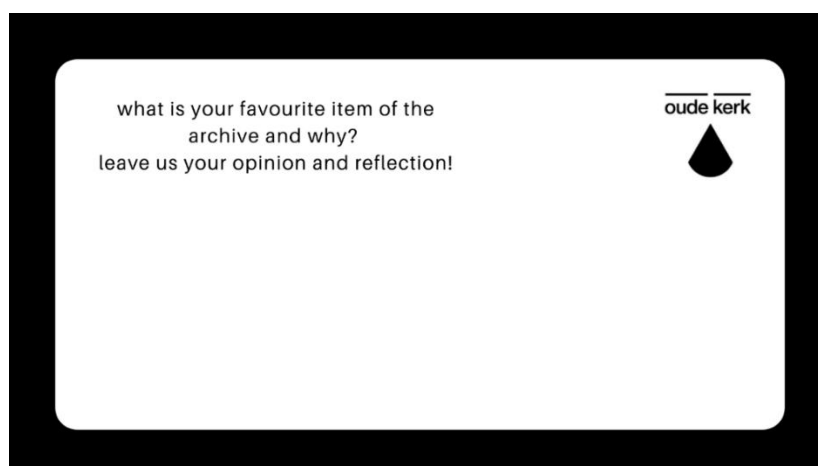 what is your favourite item of the
archive and why?
leave us your opinion and reflection!
oude kerk